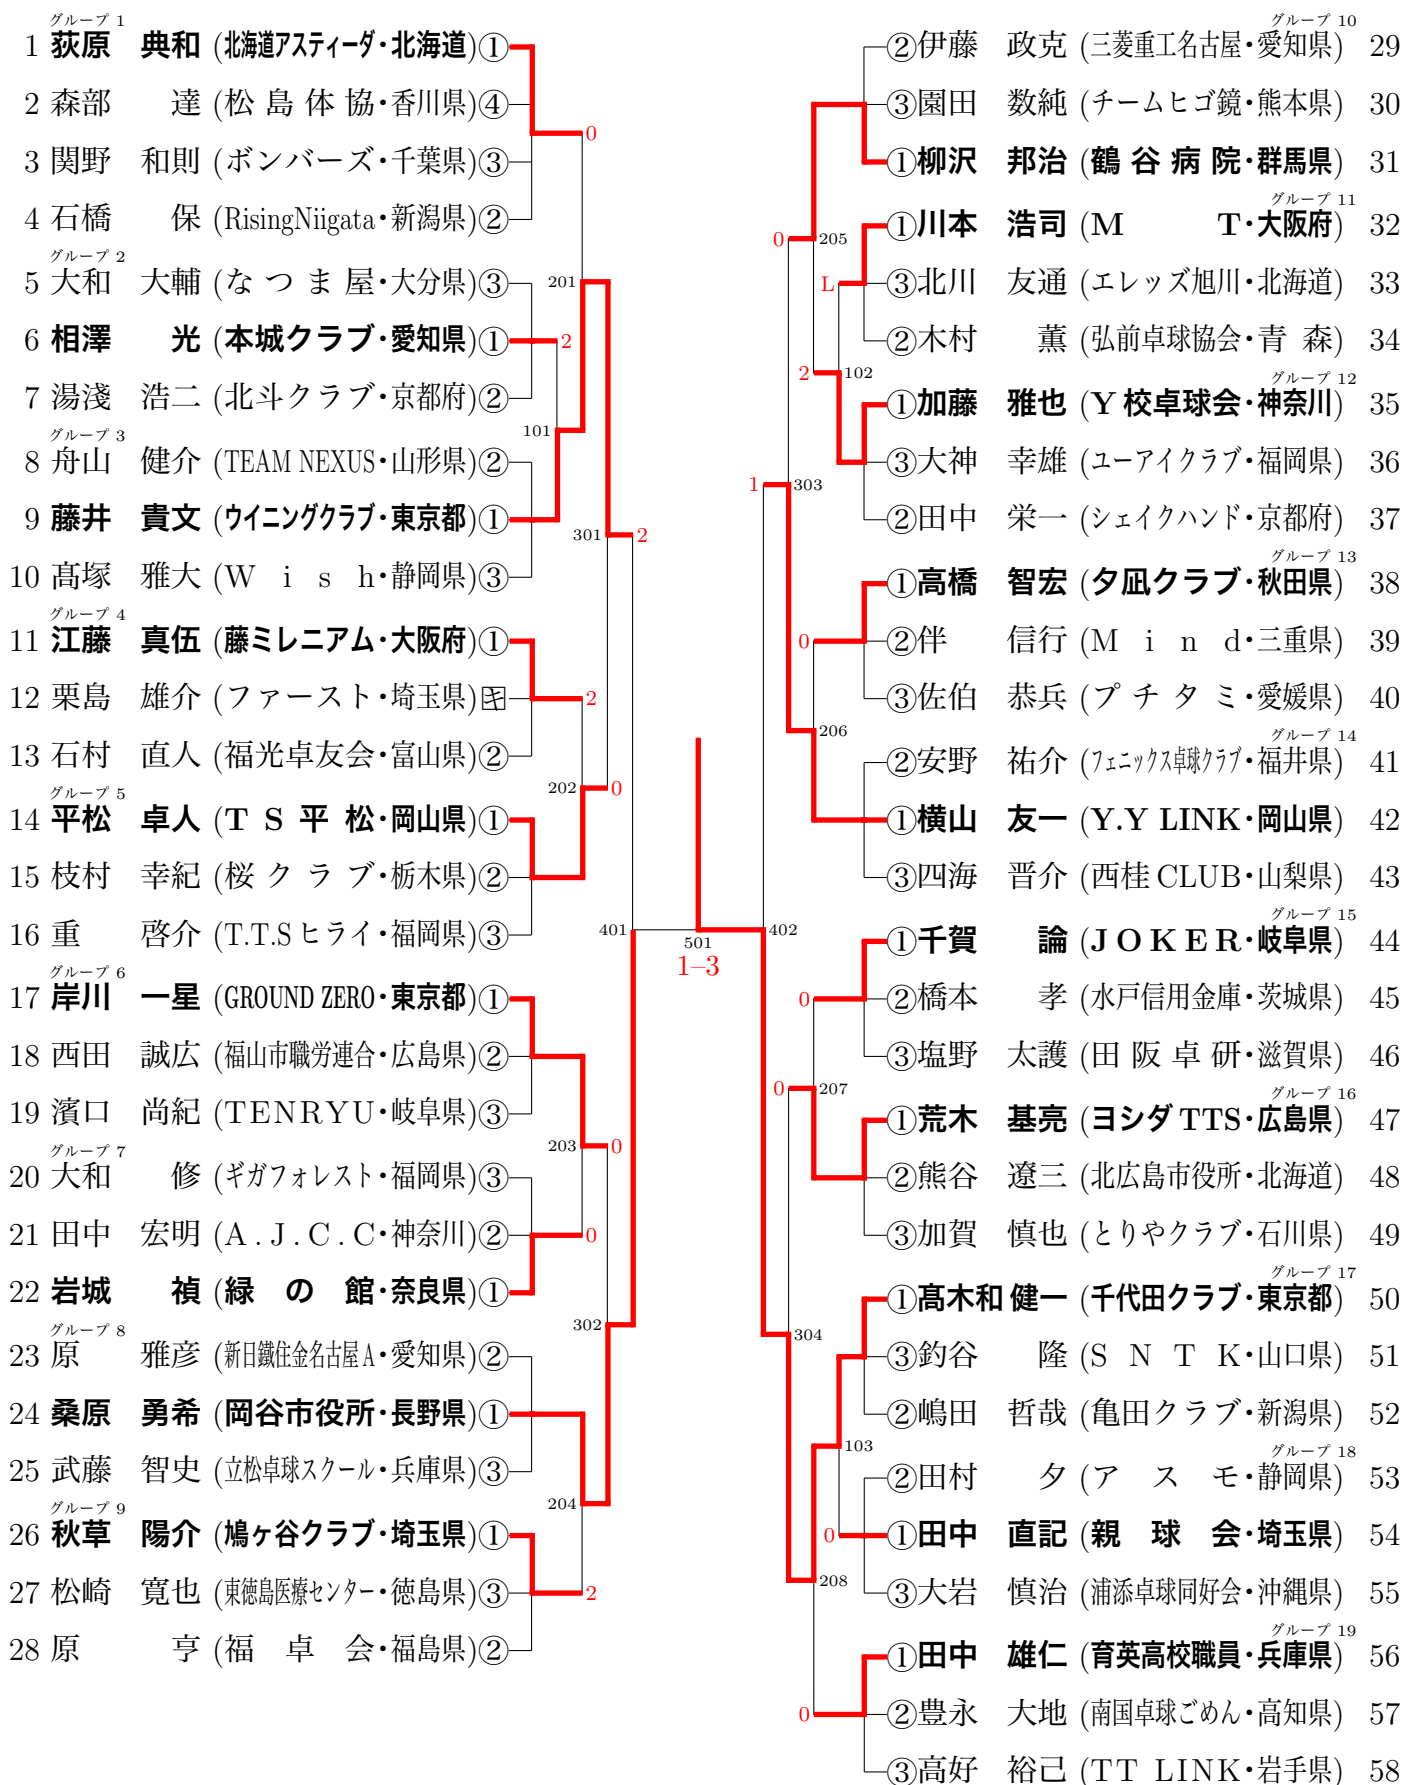 グループ 1
1 荻原 典和 (北海道アスティーダ・北海道) ①
2 森部 達 (松島体協・香川県) ④
0
3 関野 和則 (ボンバーズ・千葉県) ③
4 石橋 保 (RisingNiigata・新潟県) ②
グループ 2
5 大和 大輔 (なつま屋・大分県) ③
201
6 相澤 光 (本城クラブ・愛知県) ①
2
7 湯淺 浩二 (北斗クラブ・京都府) ②
101
グループ 3
8 舟山 健介 (TEAM NEXUS・山形県) ②
9 藤井 貴文 (ウイニングクラブ・東京都) ①
301
2
10 髙塚 雅大 (Wish・静岡県) ③
グループ 4
11 江藤 真伍 (藤ミレニアム・大阪府) ①
12 栗島 雄介 (ファースト・埼玉県) キ
2
13 石村 直人 (福光卓友会・富山県) ②
202
0
グループ 5
14 平松 卓人 (TS平松・岡山県) ①
15 枝村 幸紀 (桜クラブ・栃木県) ②
16 重 啓介 (T.T.Sヒライ・福岡県) ③
401
グループ 6
17 岸川 一星 (GROUND ZERO・東京都) ①
18 西田 誠広 (福山市職労連合・広島県) ②
19 濱口 尚紀 (TENRYU・岐阜県) ③
203
0
グループ 7
20 大和 修 (ギガフォレスト・福岡県) ③
21 田中 宏明 (A.J.C.C・神奈川) ②
0
22 岩城 禎 (緑の館・奈良県) ①
302
グループ 8
23 原 雅彦 (新日鐵住金名古屋A・愛知県) ②
24 桑原 勇希 (岡谷市役所・長野県) ①
25 武藤 智史 (立松卓球スクール・兵庫県) ③
204
グループ 9
26 秋草 陽介 (鳩ヶ谷クラブ・埼玉県) ①
27 松崎 寛也 (東徳島医療センター・徳島県) ③
2
28 原 亨 (福卓会・福島県) ②
501
1–3
グループ 10
②伊藤 政克 (三菱重工名古屋・愛知県) 29
③園田 数純 (チームヒゴ鏡・熊本県) 30
①柳沢 邦治 (鶴谷病院・群馬県) 31
グループ 11
①川本 浩司 (MT・大阪府) 32
0
205
L
③北川 友通 (エレッズ旭川・北海道) 33
②木村 薫 (弘前卓球協会・青森) 34
2
102
グループ 12
①加藤 雅也 (Y校卓球会・神奈川) 35
③大神 幸雄 (ユーアイクラブ・福岡県) 36
1
303
②田中 栄一 (シェイクハンド・京都府) 37
グループ 13
①高橋 智宏 (夕凪クラブ・秋田県) 38
0
②伴 信行 (Mind・三重県) 39
③佐伯 恭兵 (プチタミ・愛媛県) 40
206
グループ 14
②安野 祐介 (フェニックス卓球クラブ・福井県) 41
①横山 友一 (Y.Y LINK・岡山県) 42
③四海 晋介 (西桂CLUB・山梨県) 43
402
グループ 15
①千賀 論 (JOKER・岐阜県) 44
0
②橋本 孝 (水戸信用金庫・茨城県) 45
③塩野 太護 (田阪卓研・滋賀県) 46
0
207
グループ 16
①荒木 基亮 (ヨシダTTS・広島県) 47
②熊谷 遼三 (北広島市役所・北海道) 48
③加賀 慎也 (とりやクラブ・石川県) 49
グループ 17
①髙木和 健一 (千代田クラブ・東京都) 50
304
③釣谷 隆 (SNTK・山口県) 51
②嶋田 哲哉 (亀田クラブ・新潟県) 52
103
グループ 18
②田村 夕 (アスモ・静岡県) 53
0
①田中 直記 (親球会・埼玉県) 54
208
③大岩 慎治 (浦添卓球同好会・沖縄県) 55
グループ 19
①田中 雄仁 (育英高校職員・兵庫県) 56
0
②豊永 大地 (南国卓球ごめん・高知県) 57
③高好 裕己 (TT LINK・岩手県) 58